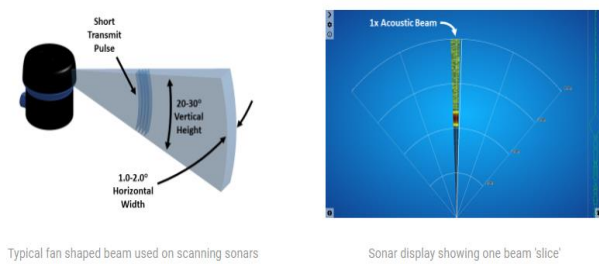 Short
Transmit
Pulse
20-30°
Vertical
Height
1.0-2.0°
Horizontal
Width
1x Acoustic Beam
Typical fan shaped beam used on scanning sonars
Sonar display showing one beam 'slice'